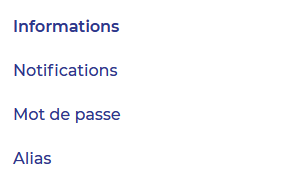 Informations
Notifications
Mot de passe
Alias